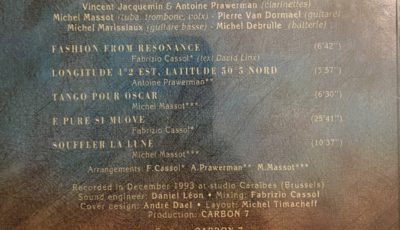 Vincent Jacquemin & Antoine Prawerman (clarinettes)
Michel Massot (tuba, trombone, voix) - Pierre Van Dormael (guitare)
Michel Marissiaux (guitare basse) - Michel Debrulle (batterie)
FASHION FROM RESONANCE (6'42")
Fabrizio Cassol* (text David Linx)
LONGITUDE 4°2 EST, LATITUDE 50°5 NORD (5'57")
Antoine Prawerman**
TANGO POUR OSCAR (6'30")
Michel Massot***
E PURE SI MUOVE (25'41")
Fabrizio Cassol*
SOUFFLER LA LUNE (10'37")
Michel Massot***
Arrangements: F.Cassol* A.Prawerman** M.Massot***
Recorded in December 1993 at studio Caraïbes (Brussels)
Sound engineer: Daniel Léon • Mixing: Fabrizio Cassol
Cover design: André Dael • Layout: Michel Timacheff
Production: CARBON 7
CARBON 7